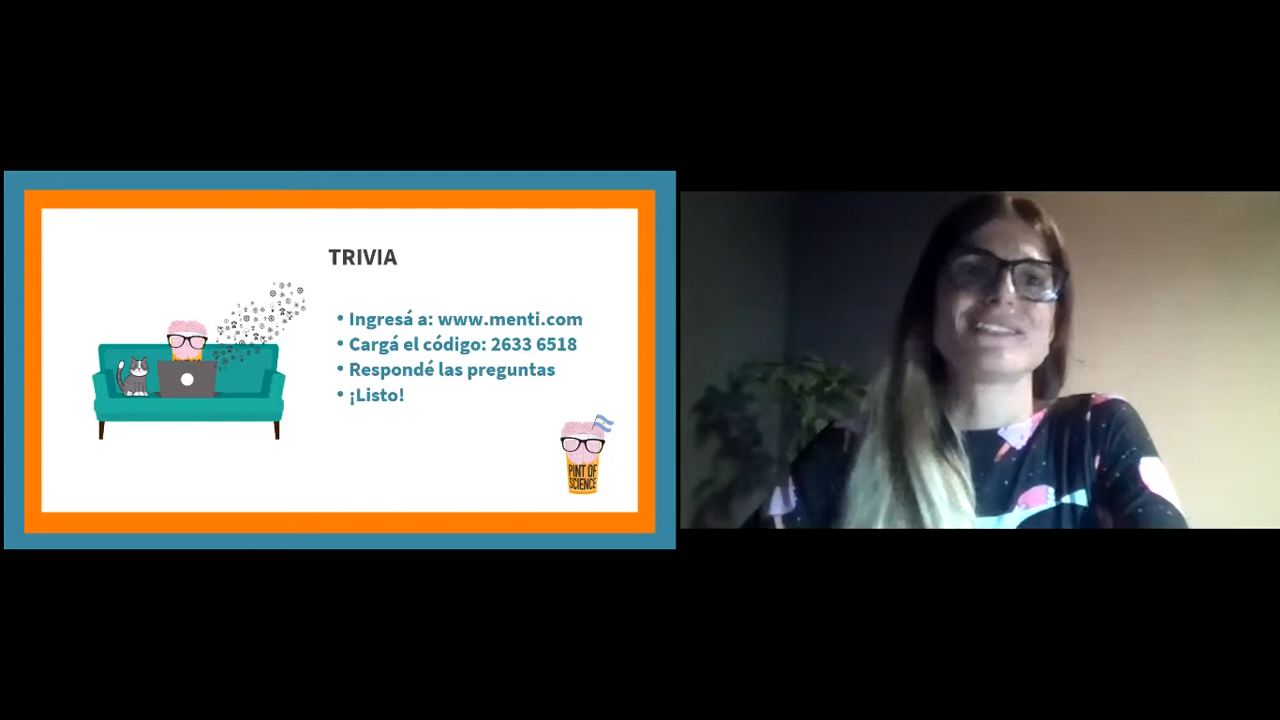 TRIVIA
• Ingresá a: www.menti.com
• Cargá el código: 2633 6518
• Respondé las preguntas
• ¡Listo!
PINT OF
SCIENCE